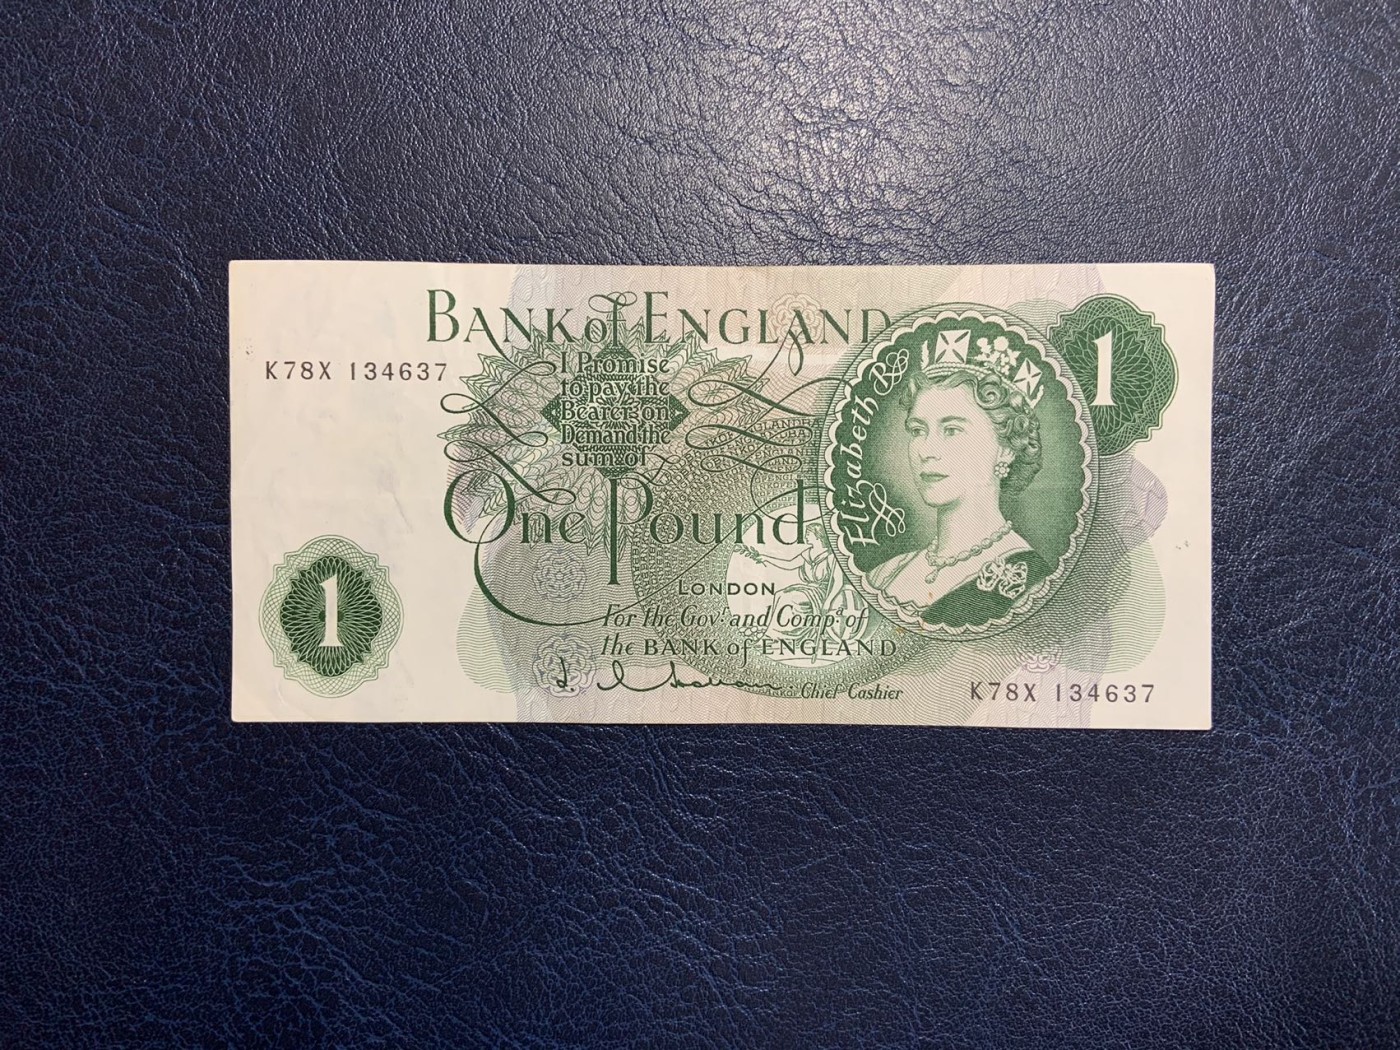 BANK of ENGLAND
K78X 134637
I Promise
to pay the
Bearer on
Demand the
sum of
One Pound
Elizabeth R
1
1
LONDON
For the Govr. and Compa. of
the BANK of ENGLAND
Chief Cashier
K78X 134637